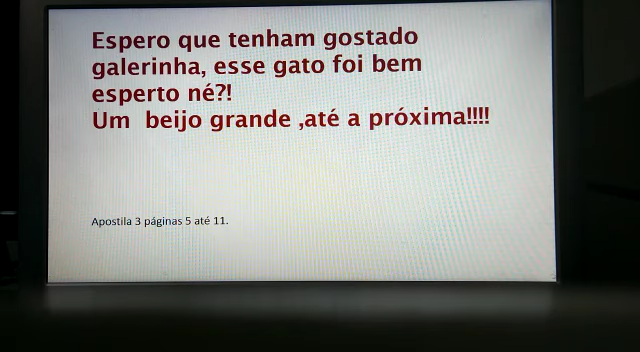 Espero que tenham gostado
galerinha, esse gato foi bem
esperto né?!
Um  beijo grande ,até a próxima!!!!
Apostila 3 páginas 5 até 11.